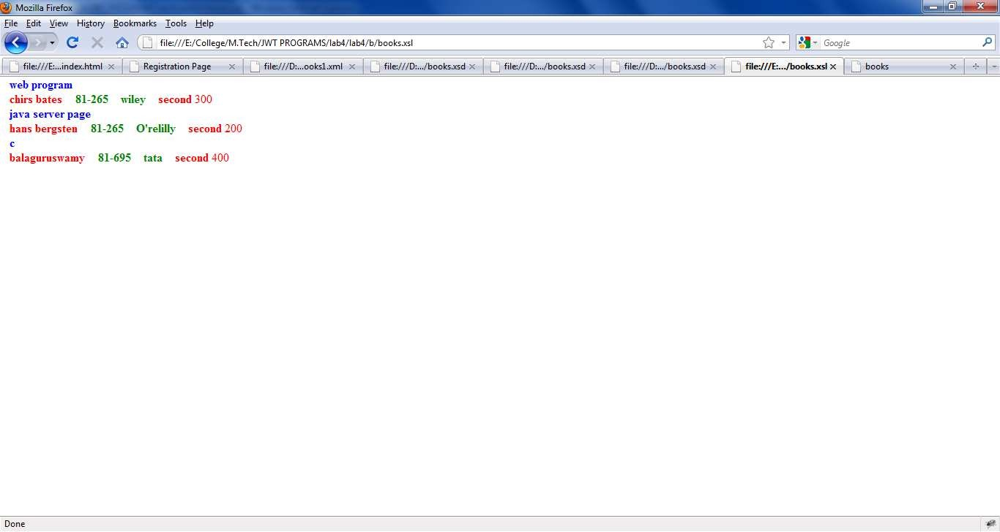 Mozilla Firefox
File Edit View History Bookmarks Tools Help
file:///E:/College/M.Tech/JWT PROGRAMS/lab4/lab4/b/books.xsl Google
file:///E:...index.html Registration Page file:///D:...ooks1.xml file:///D:.../books.xsd file:///D:.../books.xsd file:///D:.../books.xsd file:///E:.../books.xsl books
web program
chirs bates 81-265 wiley second 300
java server page
hans bergsten 81-265 O'relilly second 200
c
balaguruswamy 81-695 tata second 400
Done